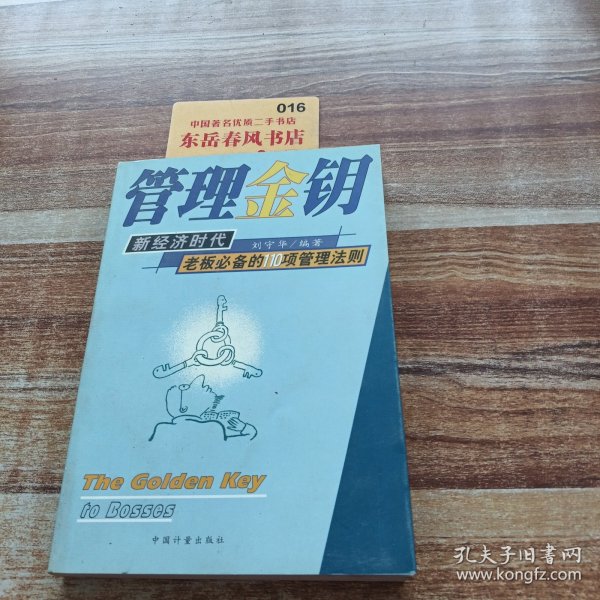 016
中国著名优质二手书店
东岳春风书店
管理金钥
新经济时代
刘守华/编著
老板必备的110项管理法则
The Golden Key
to Bosses
中国计量出版社
孔夫子旧书网
www.kongfz.com